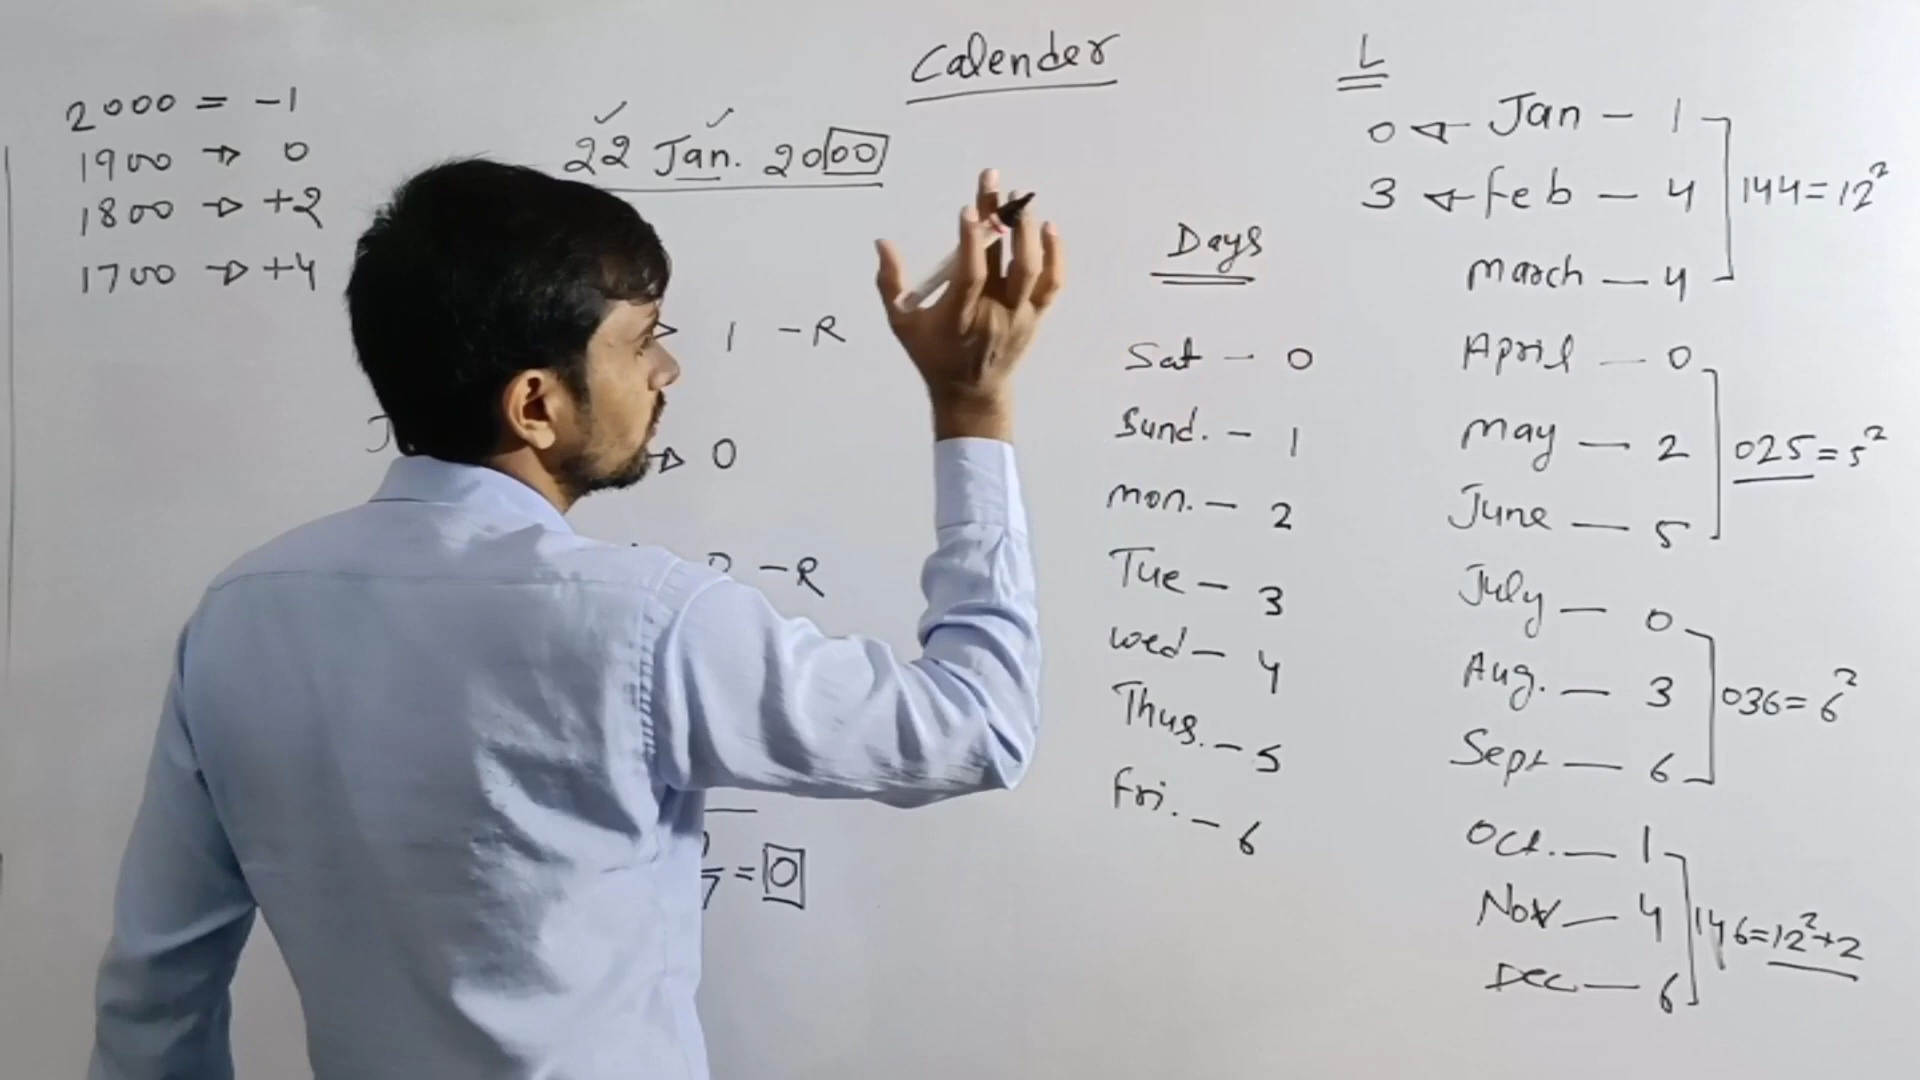 Calender
2000 = -1
1900 → 0
1800 → +2
1700 → +4
22 Jan. 2000
1 - R
→ 0
- R
7 = 0
Days
Sat - 0
Sund. - 1
mon. - 2
Tue - 3
wed - 4
Thus. - 5
Fri. - 6
L
0 ← Jan - 1
3 ← feb - 4
march - 4
144 = 12²
April - 0
may - 2
June - 5
025 = 5²
July - 0
Aug. - 3
Sept - 6
036 = 6²
Oct. - 1
Nov - 4
Dec - 6
146 = 12²+2